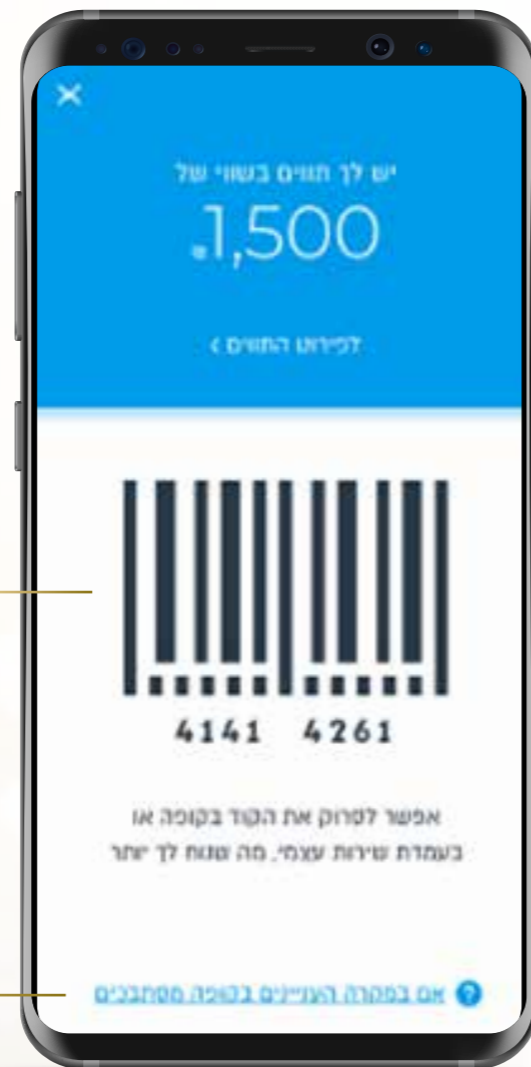 יש לך תווים בשווי של
1,500₪
לפירוט התווים >
4141 4261
אפשר לסרוק את הקוד בקופה או
בעמדת שירות עצמי, מה שנוח לך יותר
אם במקרה העניינים בקופה מסתבכים